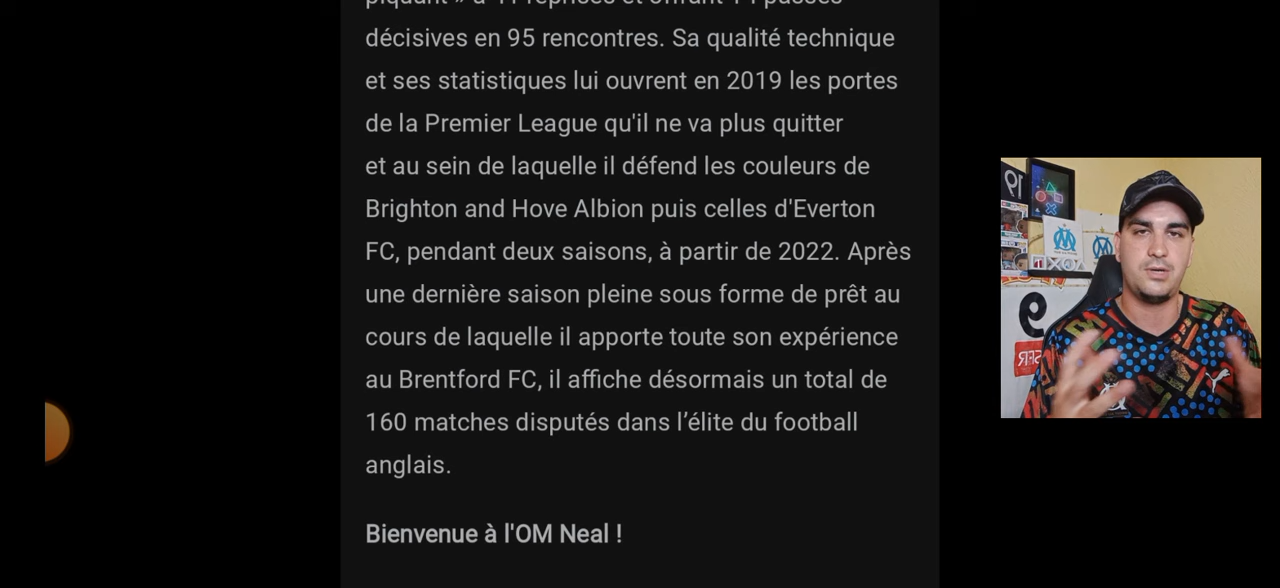 décisives en 95 rencontres. Sa qualité technique
et ses statistiques lui ouvrent en 2019 les portes
de la Premier League qu'il ne va plus quitter
et au sein de laquelle il défend les couleurs de
Brighton and Hove Albion puis celles d'Everton
FC, pendant deux saisons, à partir de 2022. Après
une dernière saison pleine sous forme de prêt au
cours de laquelle il apporte toute son expérience
au Brentford FC, il affiche désormais un total de
160 matches disputés dans l’élite du football
anglais.
Bienvenue à l'OM Neal !